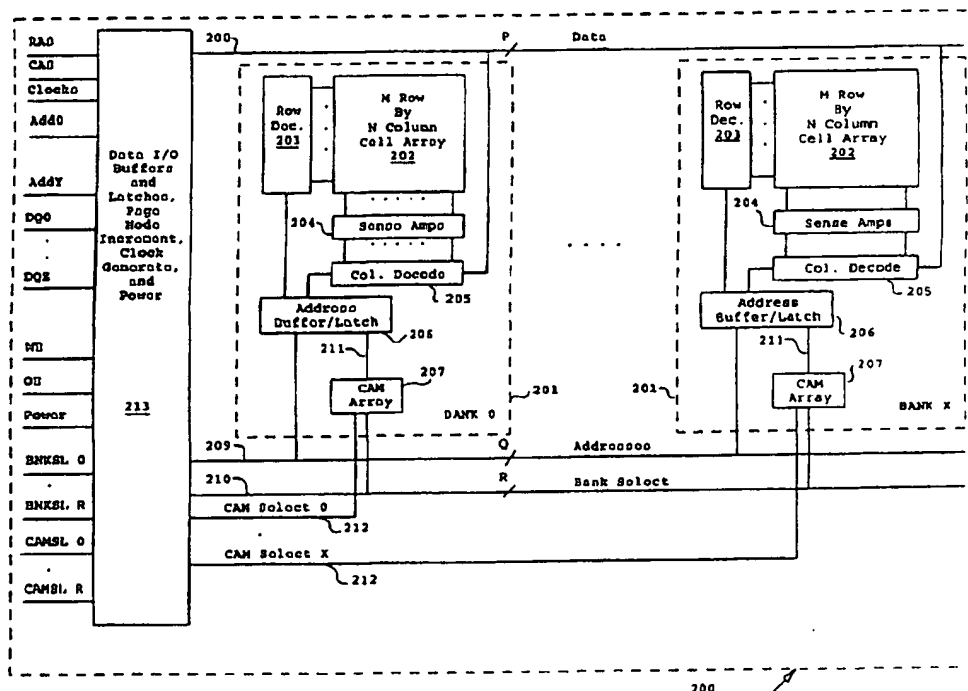 RAS
CAS
Clocks
Add0
AddY
DQ0
DQZ
WE
OE
Power
BNKSL 0
BNKSL R
CAMSL 0
CAMSL R
Data I/O
Buffers
and
Latches,
Page
Mode
Increment,
Clock
Generate,
and
Power
213
200
P
Data
Row
Dec.
203
M Row
By
N Column
Cell Array
202
204
Sense Amps
Col. Decode
205
Address
Buffer/Latch
206
211
207
CAM
Array
201
BANK 0
Row
Dec.
203
M Row
By
N Column
Cell Array
202
204
Sense Amps
Col. Decode
205
Address
Buffer/Latch
206
211
207
CAM
Array
201
BANK X
209
Q
Addresses
210
R
Bank Select
CAM Select 0
212
CAM Select X
212
200